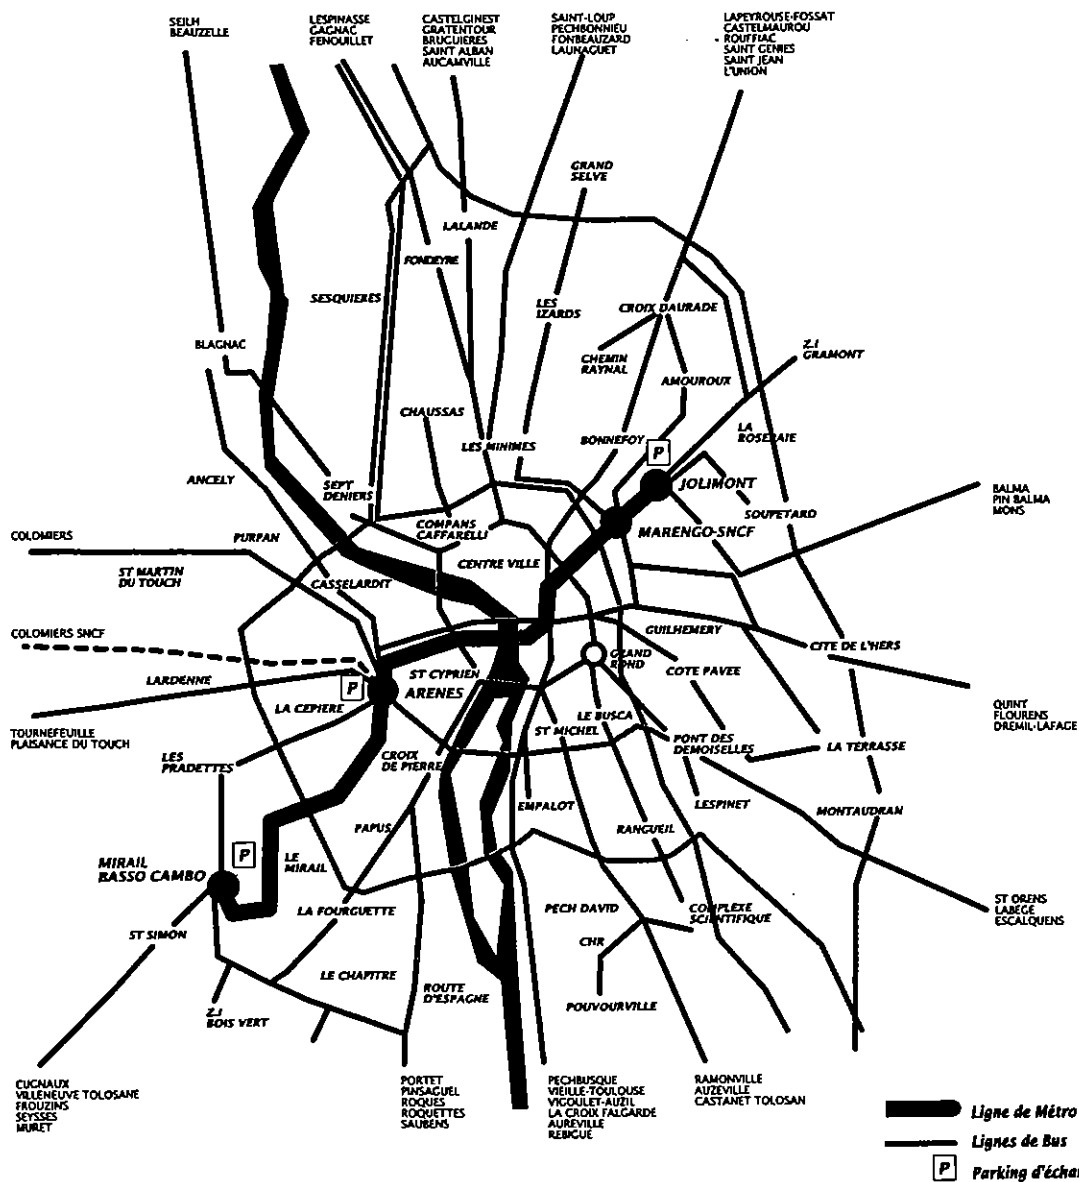 SEILH
BEAUZELLE
LESPINASSE
GAGNAC
FENOUILLET
CASTELGINEST
GRATENTOUR
BRUGUIERES
SAINT ALBAN
AUCAMVILLE
SAINT-LOUP
PECHBONNIEU
FONBEAUZARD
LAUNAGUET
LAPEYROUSE-FOSSAT
CASTELMAUROU
ROUFFIAC
SAINT GENIES
SAINT JEAN
L'UNION
GRAND
SELVE
LALANDE
FONDEYRE
SESQUIERES
LES
IZARDS
CROIX DAURADE
BLAGNAC
CHEMIN
RAYNAL
Z.I
GRAMONT
AMOUROUX
CHAUSSAS
LES MINIMES
BONNEFOY
LA
ROSERAIE
P
ANCELY
SEPT
DENIERS
JOLIMONT
SOUPETARD
BALMA
PIN BALMA
MONS
COMPANS
CAFFARELLI
MARENGO-SNCF
COLOMIERS
PURPAN
ST MARTIN
DU TOUCH
CASSELARDIT
CENTRE VILLE
COLOMIERS SNCF
GUILHEMERY
CITE DE L'HERS
GRAND
ROND
COTE PAVEE
LARDENNE
P
ST CYPRIEN
ARENES
LA CEPIERE
LE BUSCA
ST MICHEL
QUINT
FLOURENS
DREMIL-LAFAGE
TOURNEFEUILLE
PLAISANCE DU TOUCH
LES
PRADETTES
CROIX
DE PIERRE
PONT DES
DEMOISELLES
LA TERRASSE
EMPALOT
LESPINET
MONTAUDRAN
PAPUS
RANGUEIL
P
MIRAIL
BASSO CAMBO
LE
MIRAIL
LA FOURGUETTE
PECH DAVID
COMPLEXE
SCIENTIFIQUE
ST ORENS
LABEGE
ESCALQUENS
ST SIMON
CHR
LE CHAPITRE
ROUTE
D'ESPAGNE
POUVOURVILLE
Z.I
BOIS VERT
CUGNAUX
VILLENEUVE TOLOSANE
FROUZINS
SEYSSES
MURET
PORTET
PINSAGUEL
ROQUES
ROQUETTES
SAUBENS
PECHBUSQUE
VIEILLE-TOULOUSE
VIGOULET-AUZIL
LA CROIX FALGARDE
AUREVILLE
REBIGUE
RAMONVILLE
AUZEVILLE
CASTANET TOLOSAN
Ligne de Métro
Lignes de Bus
P Parking d'échan